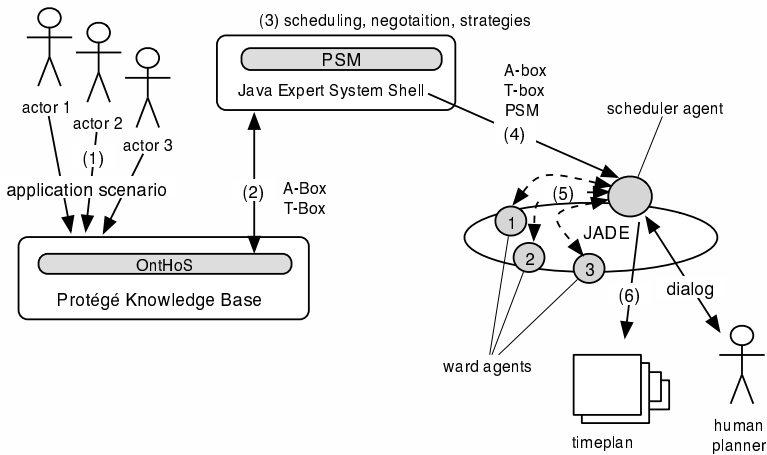 (3) scheduling, negotaition, strategies
PSM
Java Expert System Shell
actor 1
actor 2
actor 3
(1)
application scenario
(2)
A-Box
T-Box
OntHoS
Protégé Knowledge Base
A-box
T-box
PSM
(4)
scheduler agent
(5)
1
2
3
JADE
(6)
dialog
ward agents
timeplan
human
planner